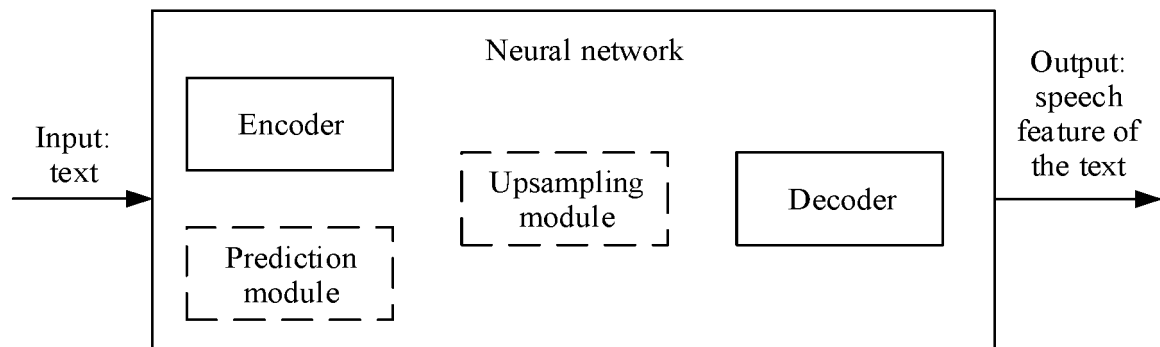 Neural network
Input:
text
Encoder
Prediction
module
Upsampling
module
Decoder
Output:
speech
feature of
the text